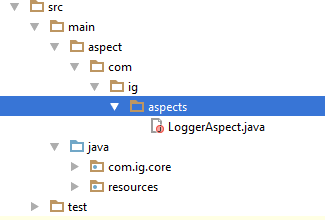 src
main
aspect
com
ig
aspects
LoggerAspect.java
java
com.ig.core
resources
test